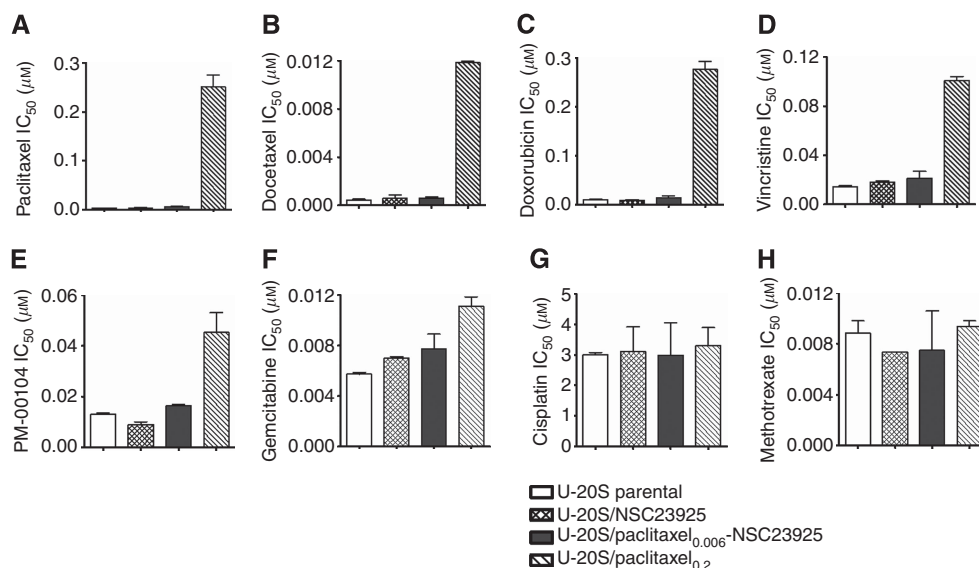 A
Paclitaxel IC50 (μM)
0.3
0.2
0.1
0.0
B
Docetaxel IC50 (μM)
0.012
0.008
0.004
0.000
C
Doxorubicin IC50 (μM)
0.3
0.2
0.1
0.0
D
Vincristine IC50 (μM)
0.12
0.08
0.04
0.00
E
PM-00104 IC50 (μM)
0.06
0.04
0.02
0.00
F
Gemcitabine IC50 (μM)
0.012
0.008
0.004
0.000
G
Cisplatin IC50 (μM)
5
4
3
2
1
0
H
Methotrexate IC50 (μM)
0.012
0.008
0.004
0.000
U-20S parental
U-20S/NSC23925
U-20S/paclitaxel0.006-NSC23925
U-20S/paclitaxel0.2